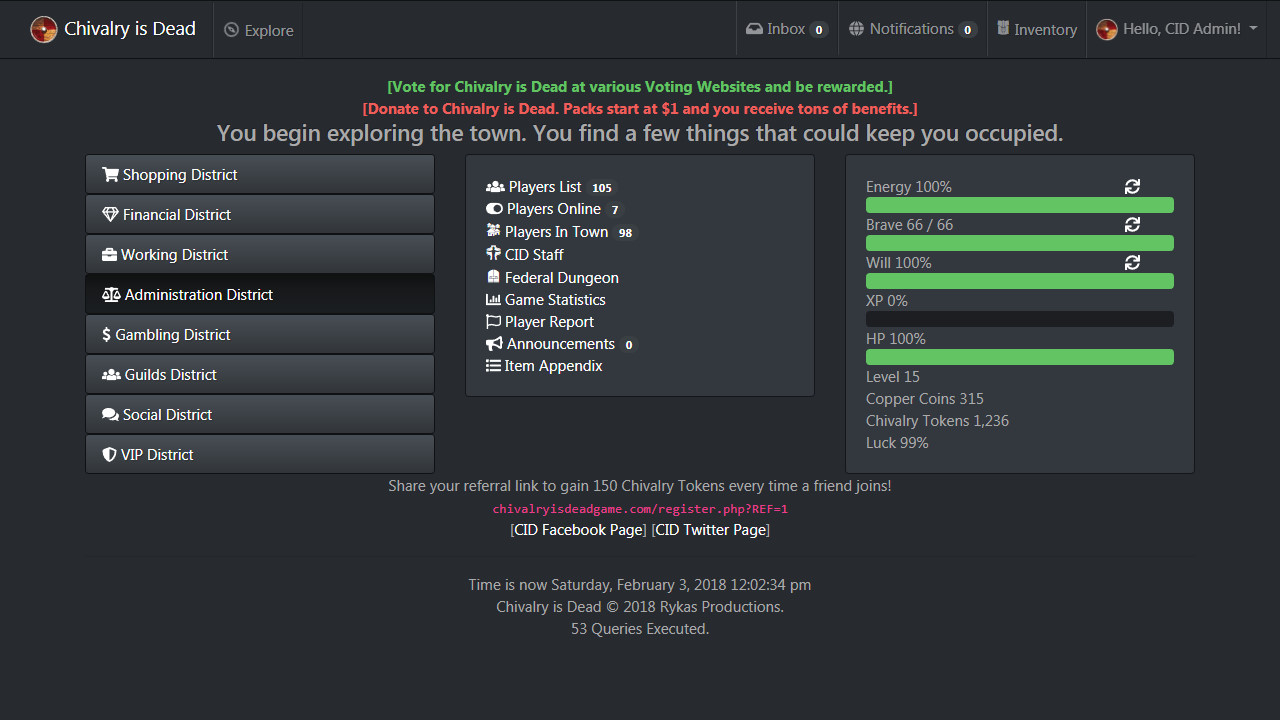 Chivalry is Dead
Explore
Inbox 0
Notifications 0
Inventory
Hello, CID Admin!
[Vote for Chivalry is Dead at various Voting Websites and be rewarded.]
[Donate to Chivalry is Dead. Packs start at $1 and you receive tons of benefits.]
You begin exploring the town. You find a few things that could keep you occupied.
Shopping District
Financial District
Working District
Administration District
Gambling District
Guilds District
Social District
VIP District
Players List 105
Players Online 7
Players In Town 98
CID Staff
Federal Dungeon
Game Statistics
Player Report
Announcements 0
Item Appendix
Energy 100%
Brave 66 / 66
Will 100%
XP 0%
HP 100%
Level 15
Copper Coins 315
Chivalry Tokens 1,236
Luck 99%
Share your referral link to gain 150 Chivalry Tokens every time a friend joins!
chivalryisdeadgame.com/register.php?REF=1
[CID Facebook Page] [CID Twitter Page]
Time is now Saturday, February 3, 2018 12:02:34 pm
Chivalry is Dead © 2018 Rykas Productions.
53 Queries Executed.